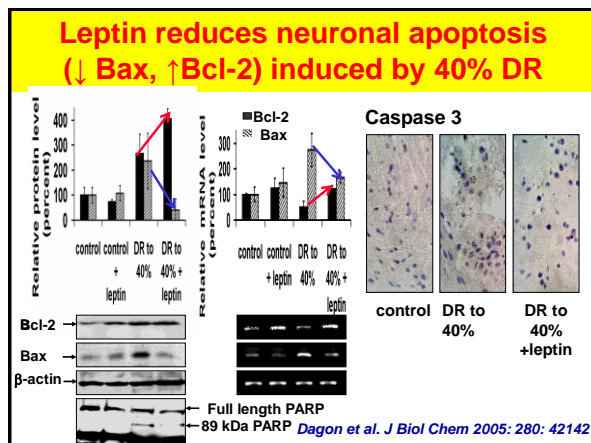 Leptin reduces neuronal apoptosis
(↓ Bax, ↑Bcl-2) induced by 40% DR
Relative protein level
(percent)
400
300
200
100
0
control
control
+
leptin
DR to
40%
DR to
40% +
leptin
Relative mRNA level
(percent)
Bcl-2
Bax
400
300
200
100
0
control
control
+ leptin
DR to
40%
DR to
40% +
leptin
Caspase 3
control
DR to
40%
DR to
40%
+leptin
Bcl-2
Bax
β-actin
Full length PARP
89 kDa PARP
Dagon et al. J Biol Chem 2005: 280: 42142